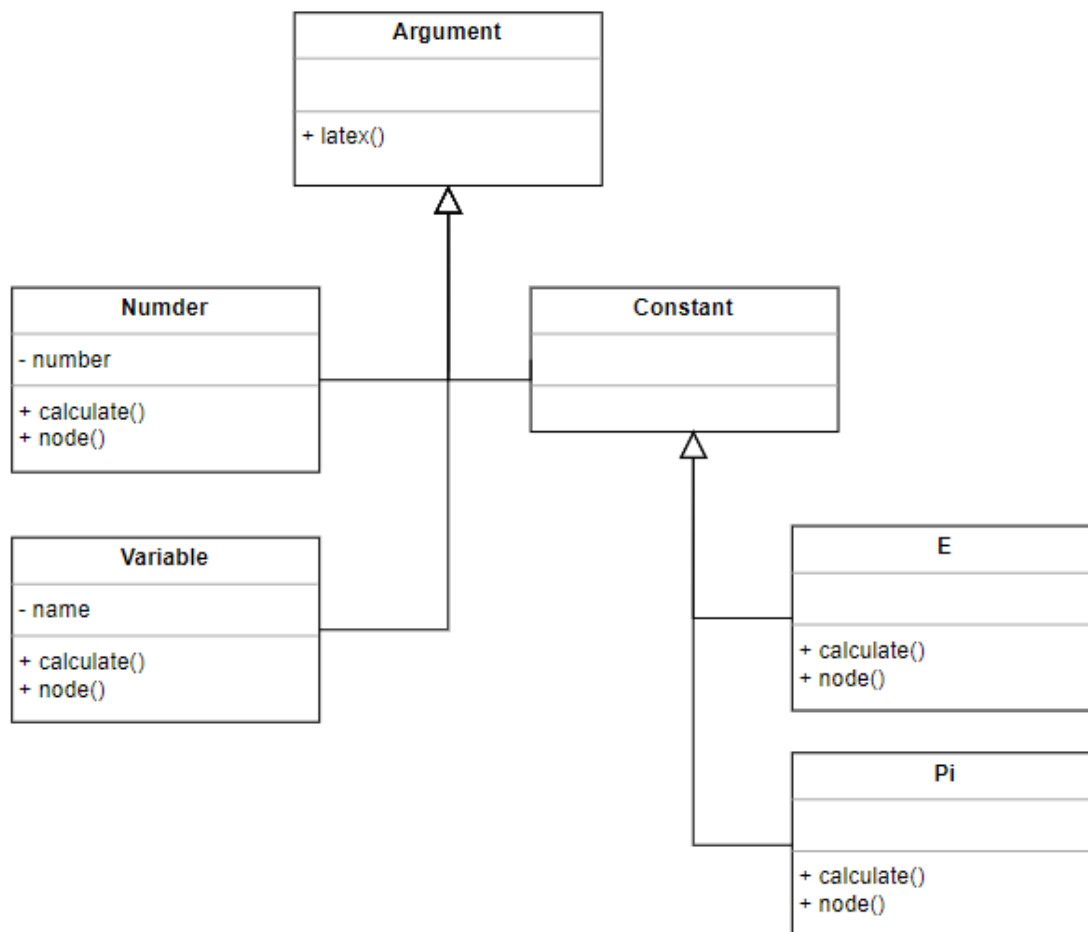 Argument
+ latex()
Numder
- number
+ calculate()
+ node()
Constant
Variable
- name
+ calculate()
+ node()
E
+ calculate()
+ node()
Pi
+ calculate()
+ node()